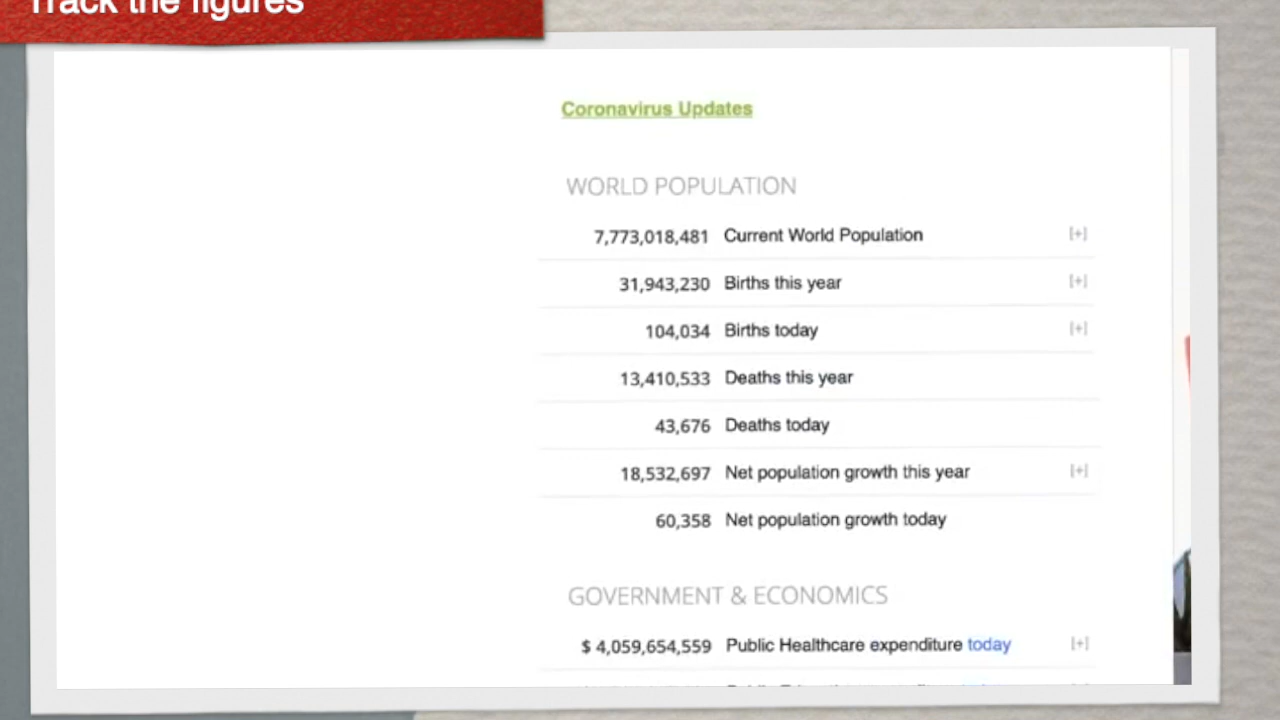 Track the figures
Coronavirus Updates
WORLD POPULATION
7,773,018,481 Current World Population [+]
31,943,230 Births this year [+]
104,034 Births today [+]
13,410,533 Deaths this year
43,676 Deaths today
18,532,697 Net population growth this year [+]
60,358 Net population growth today
GOVERNMENT & ECONOMICS
$ 4,059,654,559 Public Healthcare expenditure today [+]